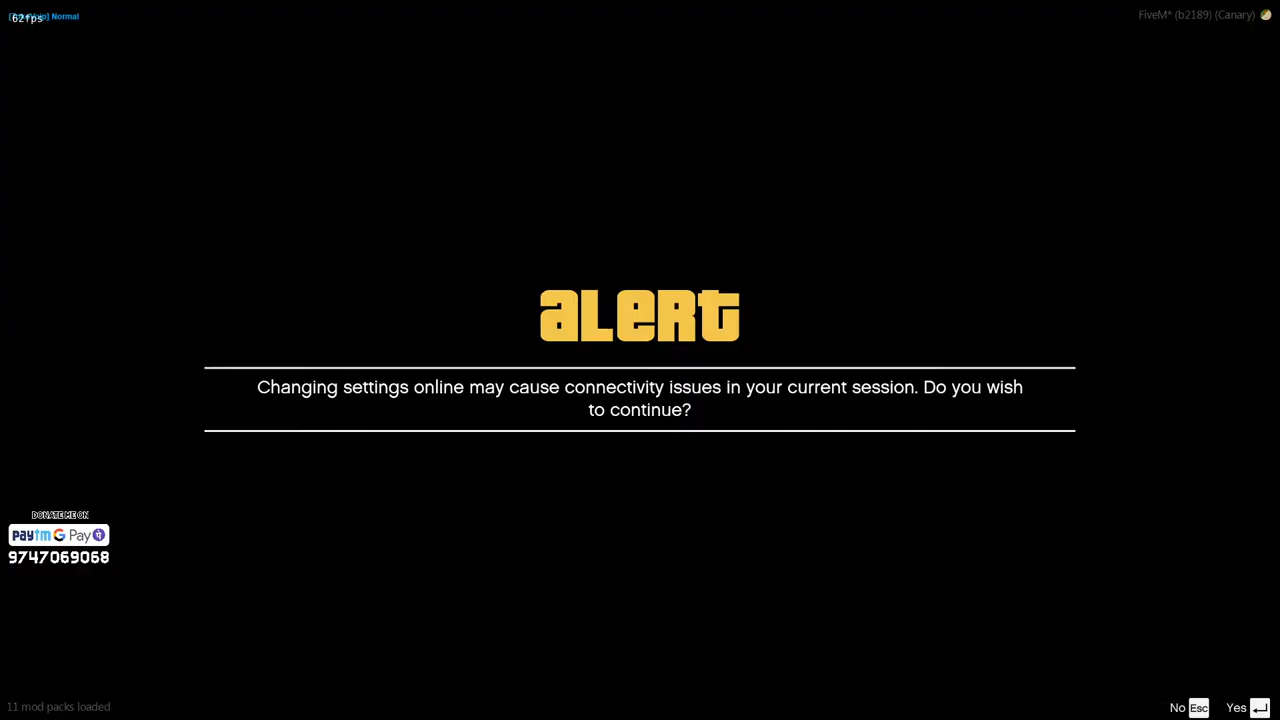 62fps
Normal
FiveM* (b2189) (Canary)
alert
Changing settings online may cause connectivity issues in your current session. Do you wish
to continue?
DONATE ME ON
paytm G Pay
9747069068
11 mod packs loaded
No Esc Yes